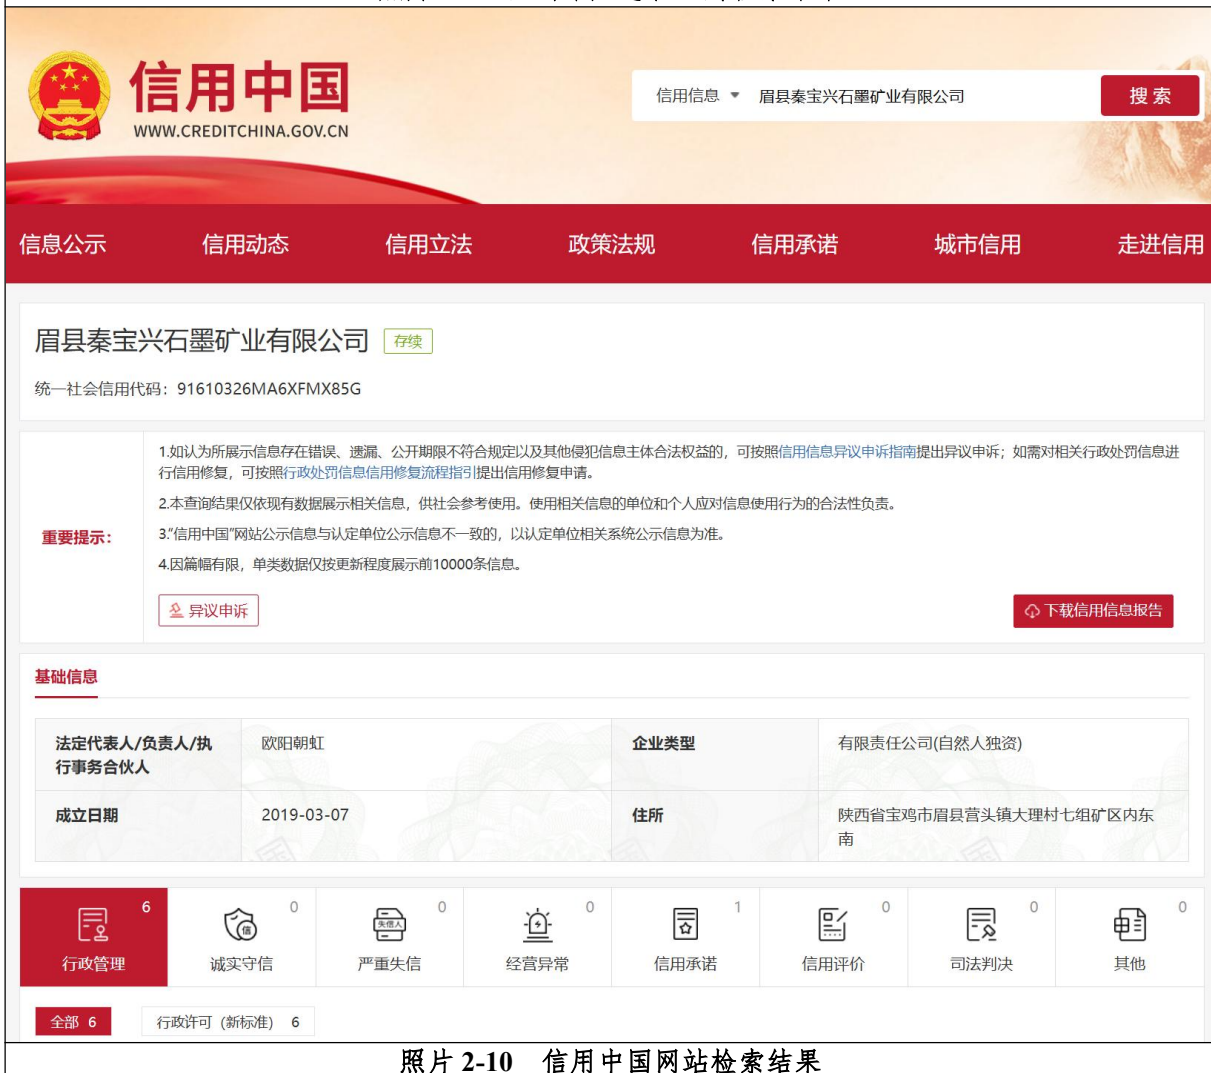 信用中国
WWW.CREDITCHINA.GOV.CN
信用信息 眉县秦宝兴石墨矿业有限公司 搜索
信息公示 信用动态 信用立法 政策法规 信用承诺 城市信用 走进信用
眉县秦宝兴石墨矿业有限公司 存续
统一社会信用代码：91610326MA6XFMX85G
重要提示：
1.如认为所展示信息存在错误、遗漏、公开期限不符合规定以及其他侵犯信息主体合法权益的，可按照信用信息异议申诉指南提出异议申诉；如需对相关行政处罚信息进
行信用修复，可按照行政处罚信息信用修复流程指引提出信用修复申请。
2.本查询结果仅依现有数据展示相关信息，供社会参考使用。使用相关信息的单位和个人应对信息使用行为的合法性负责。
3.“信用中国”网站公示信息与认定单位公示信息不一致的，以认定单位相关系统公示信息为准。
4.因篇幅有限，单类数据仅按更新程度展示前10000条信息。
异议申诉 下载信用信息报告
基础信息
法定代表人/负责人/执
行事务合伙人
欧阳朝虹
企业类型
有限责任公司(自然人独资)
成立日期
2019-03-07
住所
陕西省宝鸡市眉县营头镇大理村七组矿区内东
南
6 0 0 0 1 0 0 0
行政管理 诚实守信 严重失信 经营异常 信用承诺 信用评价 司法判决 其他
全部 6 行政许可 (新标准) 6
照片 2-10 信用中国网站检索结果